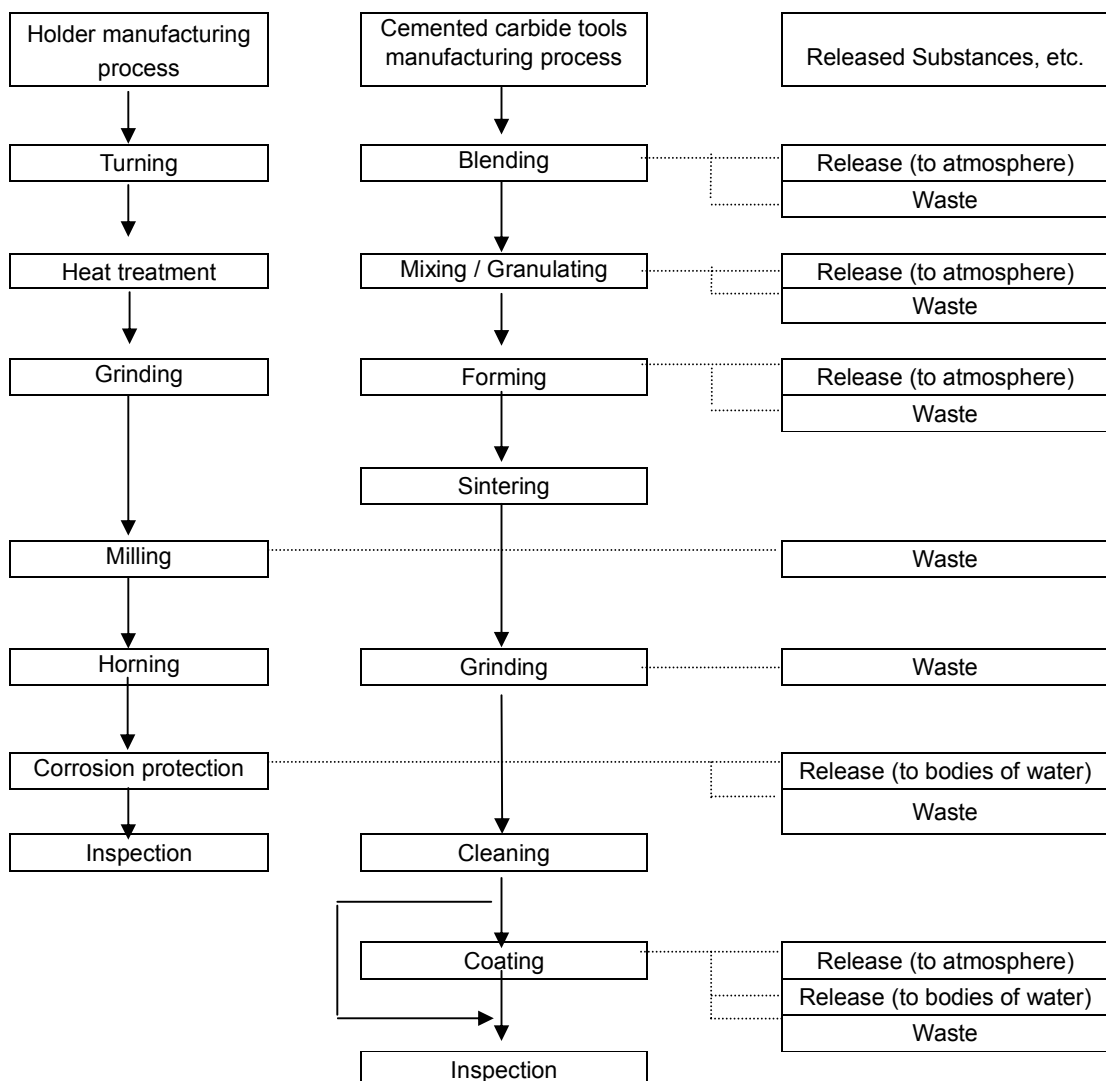 Holder manufacturing
process
Cemented carbide tools
manufacturing process
Released Substances, etc.
Turning
Blending
Release (to atmosphere)
Waste
Heat treatment
Mixing / Granulating
Release (to atmosphere)
Waste
Grinding
Forming
Release (to atmosphere)
Waste
Sintering
Milling
Waste
Horning
Grinding
Waste
Corrosion protection
Release (to bodies of water)
Waste
Inspection
Cleaning
Coating
Release (to atmosphere)
Release (to bodies of water)
Waste
Inspection